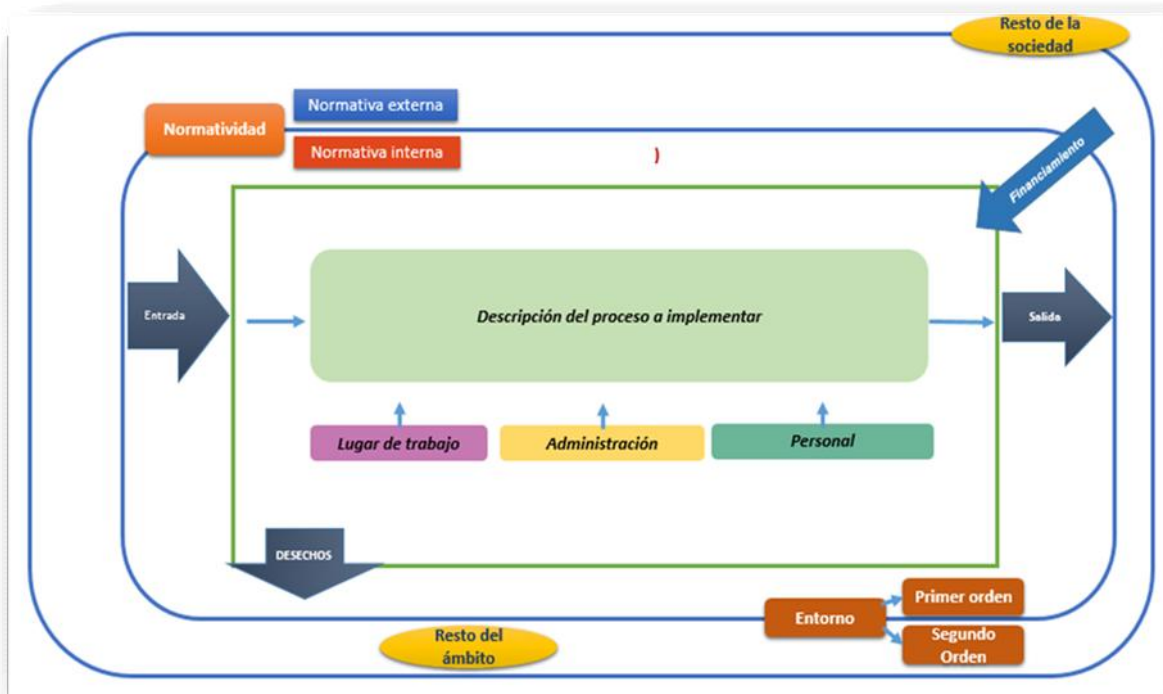 Resto de la
sociedad
Normativa externa
Normatividad
Normativa interna
)
Financiamiento
Entrada
Descripción del proceso a implementar
Salida
Lugar de trabajo
Administración
Personal
DESECHOS
Primer orden
Entorno
Segundo
Orden
Resto del
ámbito